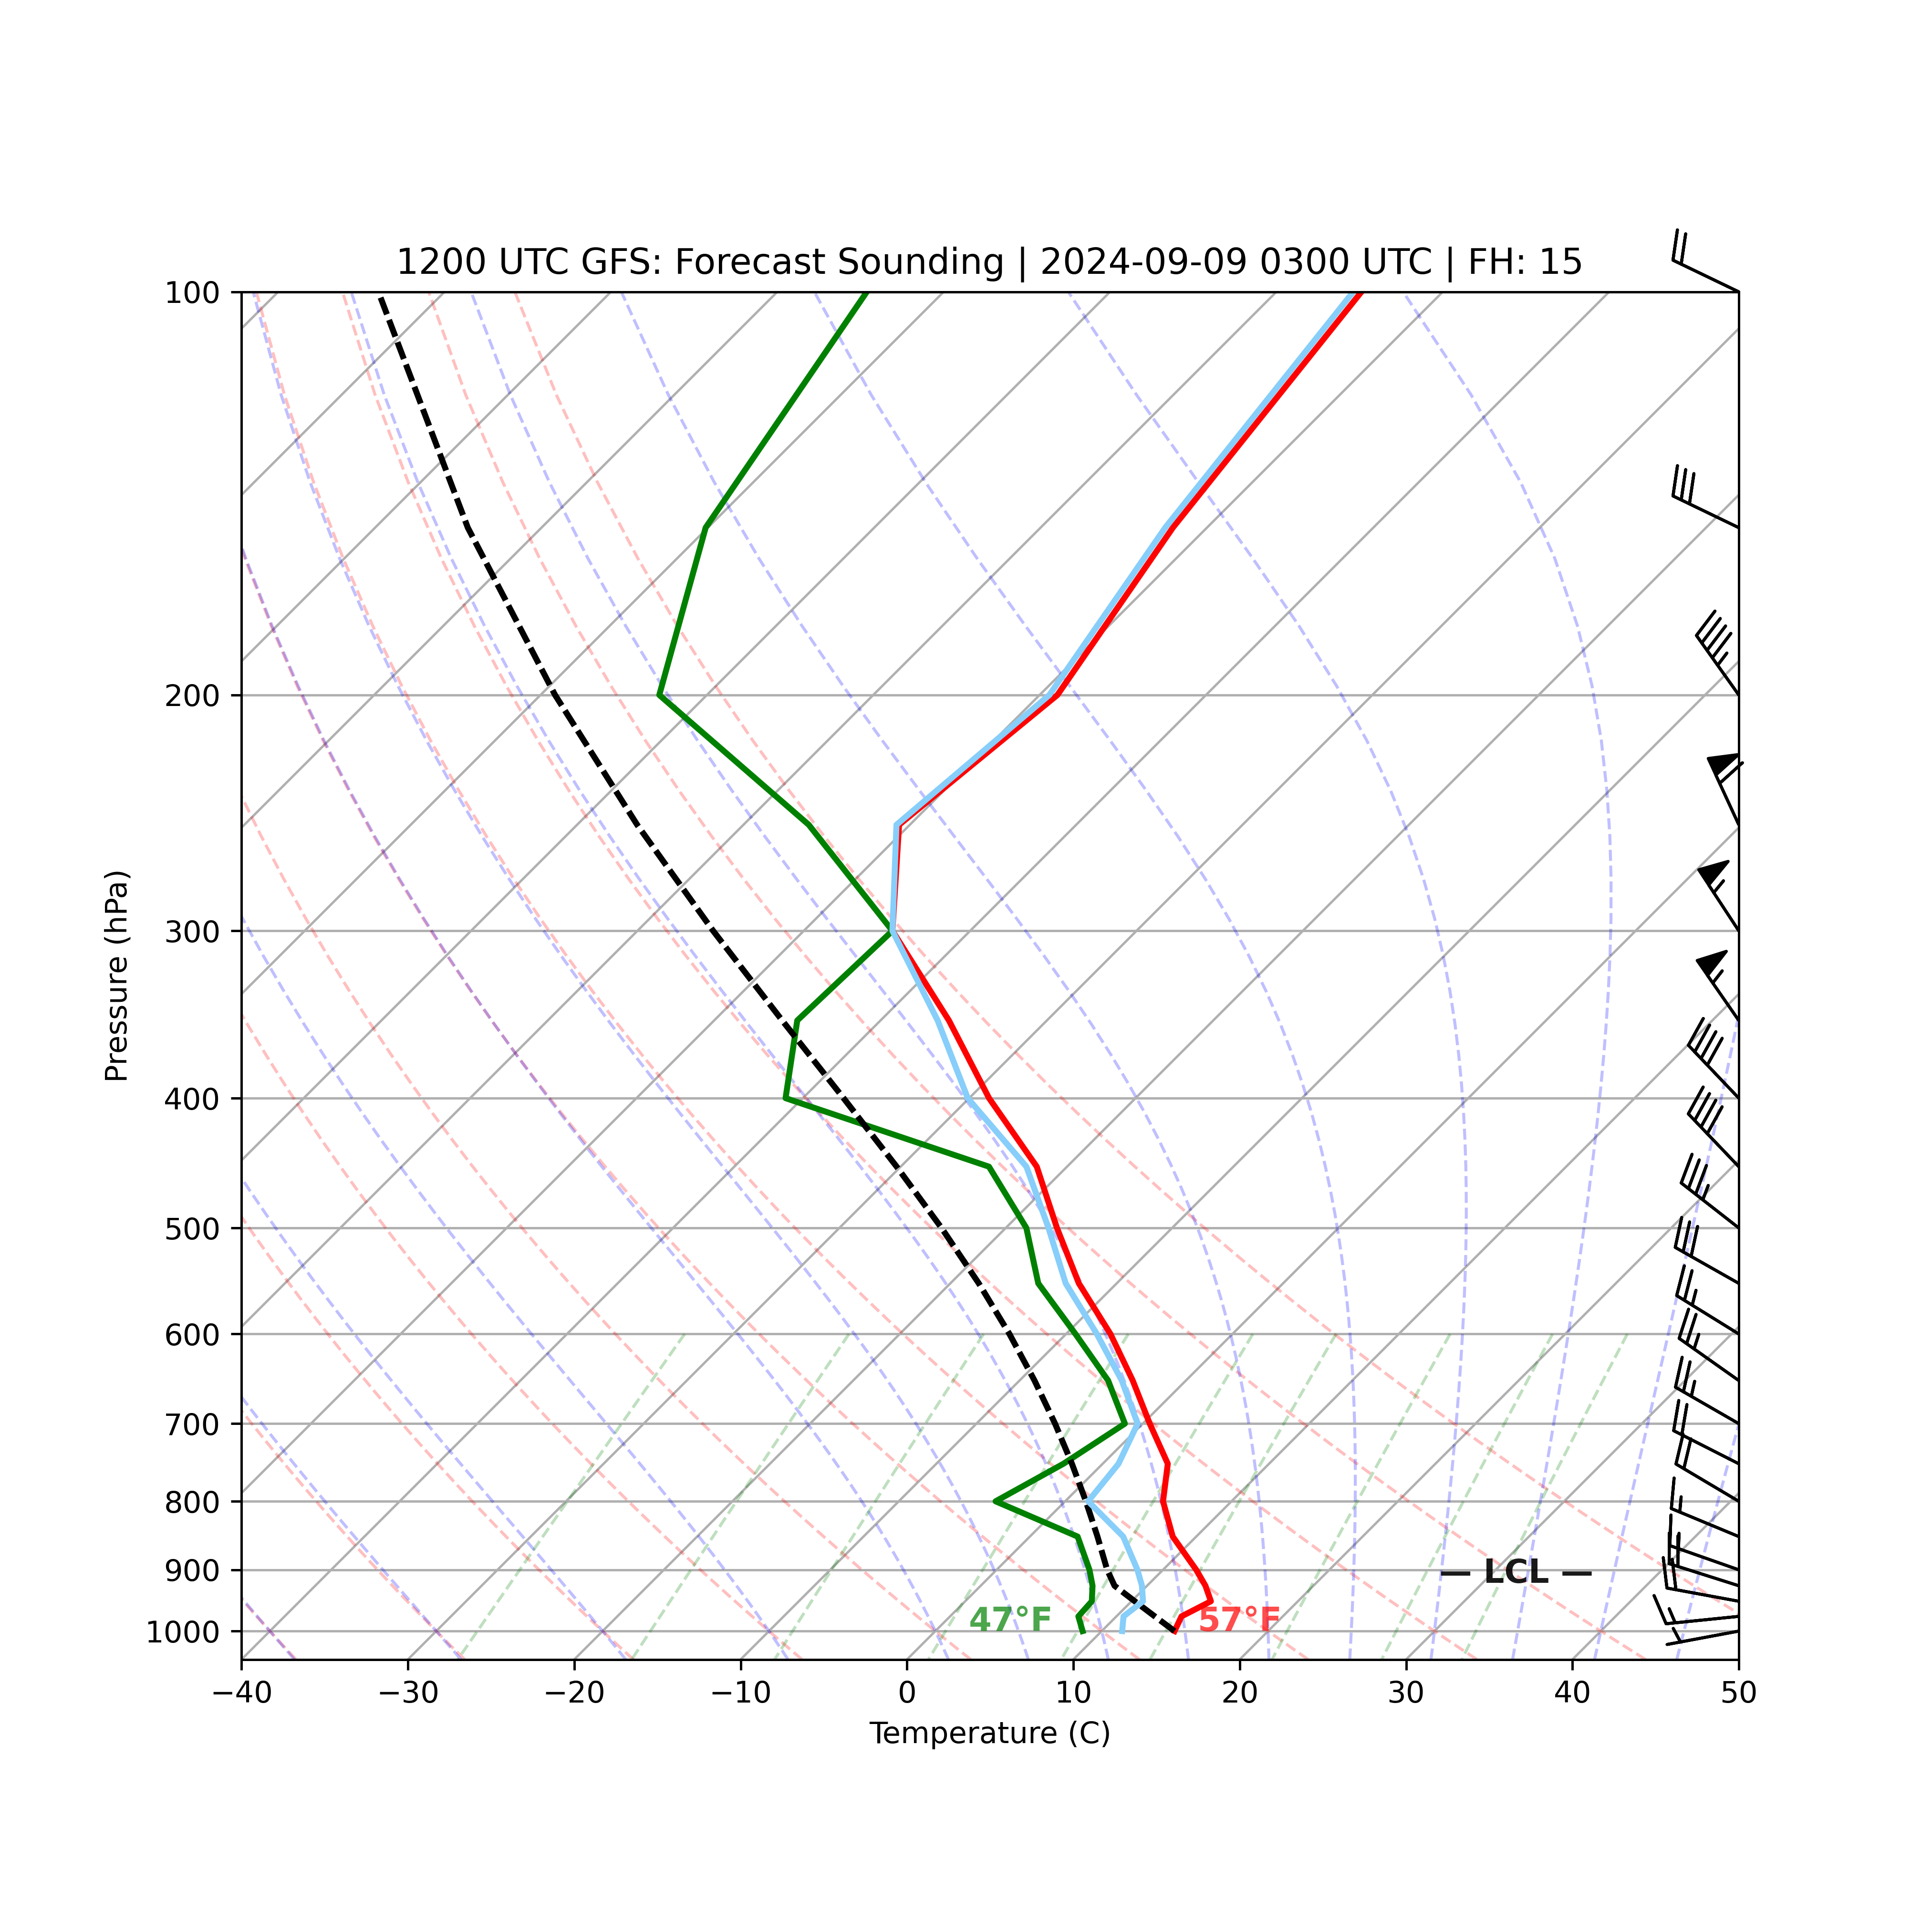 1200 UTC GFS: Forecast Sounding | 2024-09-09 0300 UTC | FH: 15
100
200
300
400
500
600
700
800
900
1000
Pressure (hPa)
— LCL —
47°F
57°F
−40 −30 −20 −10 0 10 20 30 40 50
Temperature (C)